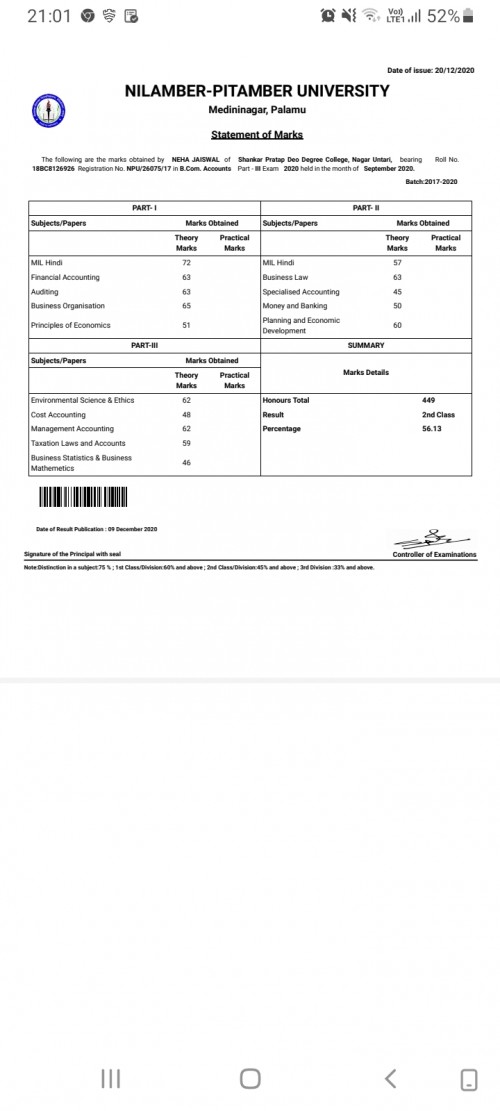 21:01
Vo)) LTE1 52%
Date of issue: 20/12/2020
NILAMBER-PITAMBER UNIVERSITY
Medininagar, Palamu
Statement of Marks
The following are the marks obtained by NEHA JAISWAL of Shankar Pratap Deo Degree College, Nagar Untari, bearing Roll No.
18BC8126926 Registration No. NPU/26075/17 in B.Com. Accounts Part - III Exam 2020 held in the month of September 2020.
Batch:2017-2020
PART- I
Subjects/Papers Marks Obtained
Theory Marks Practical Marks
MIL Hindi 72
Financial Accounting 63
Auditing 63
Business Organisation 65
Principles of Economics 51
PART- II
Subjects/Papers Marks Obtained
Theory Marks Practical Marks
MIL Hindi 57
Business Law 63
Specialised Accounting 45
Money and Banking 50
Planning and Economic Development 60
PART-III
Subjects/Papers Marks Obtained
Theory Marks Practical Marks
Environmental Science & Ethics 62
Cost Accounting 48
Management Accounting 62
Taxation Laws and Accounts 59
Business Statistics & Business Mathemetics 46
SUMMARY
Marks Details
Honours Total 449
Result 2nd Class
Percentage 56.13
Date of Result Publication : 09 December 2020
Signature of the Principal with seal
Controller of Examinations
Note:Distinction in a subject:75 % ; 1st Class/Division:60% and above ; 2nd Class/Division:45% and above ; 3rd Division :33% and above.